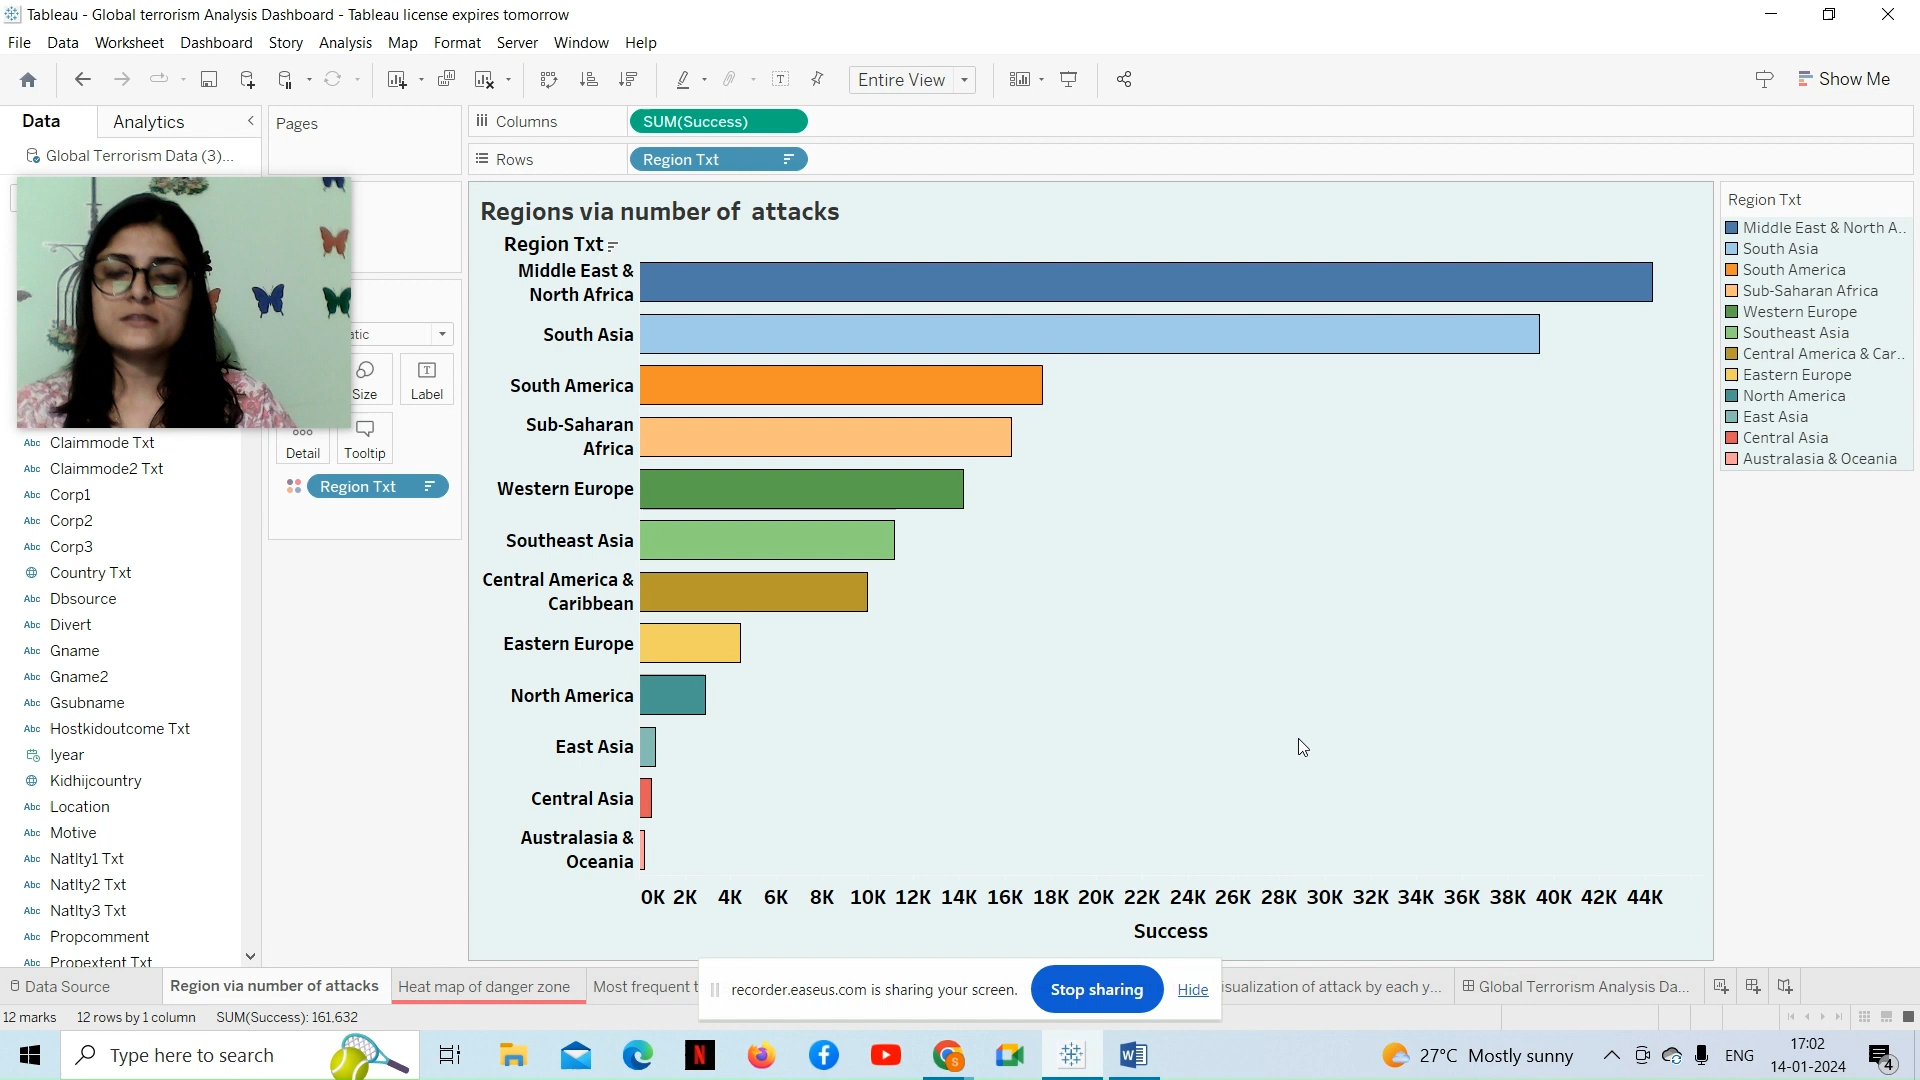 Tableau - Global terrorism Analysis Dashboard - Tableau license expires tomorrow
File Data Worksheet Dashboard Story Analysis Map Format Server Window Help
Entire View
Show Me
Data
Analytics
Pages
Columns
SUM(Success)
Global Terrorism Data (3)...
Rows
Region Txt
Size
Label
Detail
Tooltip
Region Txt
Claimmode Txt
Claimmode2 Txt
Corp1
Corp2
Corp3
Country Txt
Dbsource
Divert
Gname
Gname2
Gsubname
Hostkidoutcome Txt
Iyear
Kidhijcountry
Location
Motive
Natlty1 Txt
Natlty2 Txt
Natlty3 Txt
Propcomment
Propextent Txt
Regions via number of attacks
Region Txt
Middle East &
North Africa
South Asia
South America
Sub-Saharan
Africa
Western Europe
Southeast Asia
Central America &
Caribbean
Eastern Europe
North America
East Asia
Central Asia
Australasia &
Oceania
0K 2K 4K 6K 8K 10K 12K 14K 16K 18K 20K 22K 24K 26K 28K 30K 32K 34K 36K 38K 40K 42K 44K
Success
Region Txt
Middle East & North A..
South Asia
South America
Sub-Saharan Africa
Western Europe
Southeast Asia
Central America & Car..
Eastern Europe
North America
East Asia
Central Asia
Australasia & Oceania
Data Source
Region via number of attacks
Heat map of danger zone
Most frequent t
recorder.easeus.com is sharing your screen.
Stop sharing
Hide
isualization of attack by each y...
Global Terrorism Analysis Da...
12 marks 12 rows by 1 column SUM(Success): 161,632
Type here to search
27°C Mostly sunny
ENG
17:02
14-01-2024
4